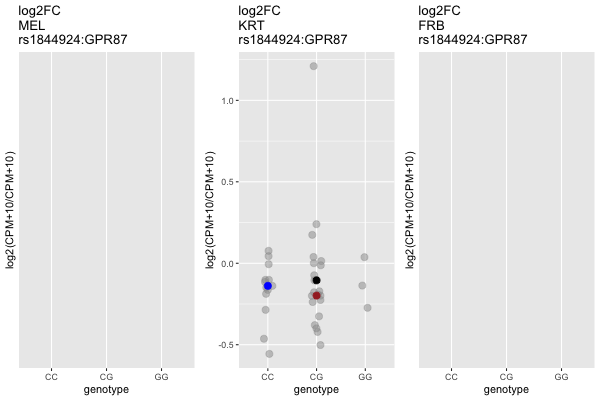 log2FC
MEL
rs1844924:GPR87
log2(CPM+10/CPM+10)
CC CG GG
genotype
log2FC
KRT
rs1844924:GPR87
log2(CPM+10/CPM+10)
1.0
0.5
0.0
-0.5
CC CG GG
genotype
log2FC
FRB
rs1844924:GPR87
log2(CPM+10/CPM+10)
CC CG GG
genotype